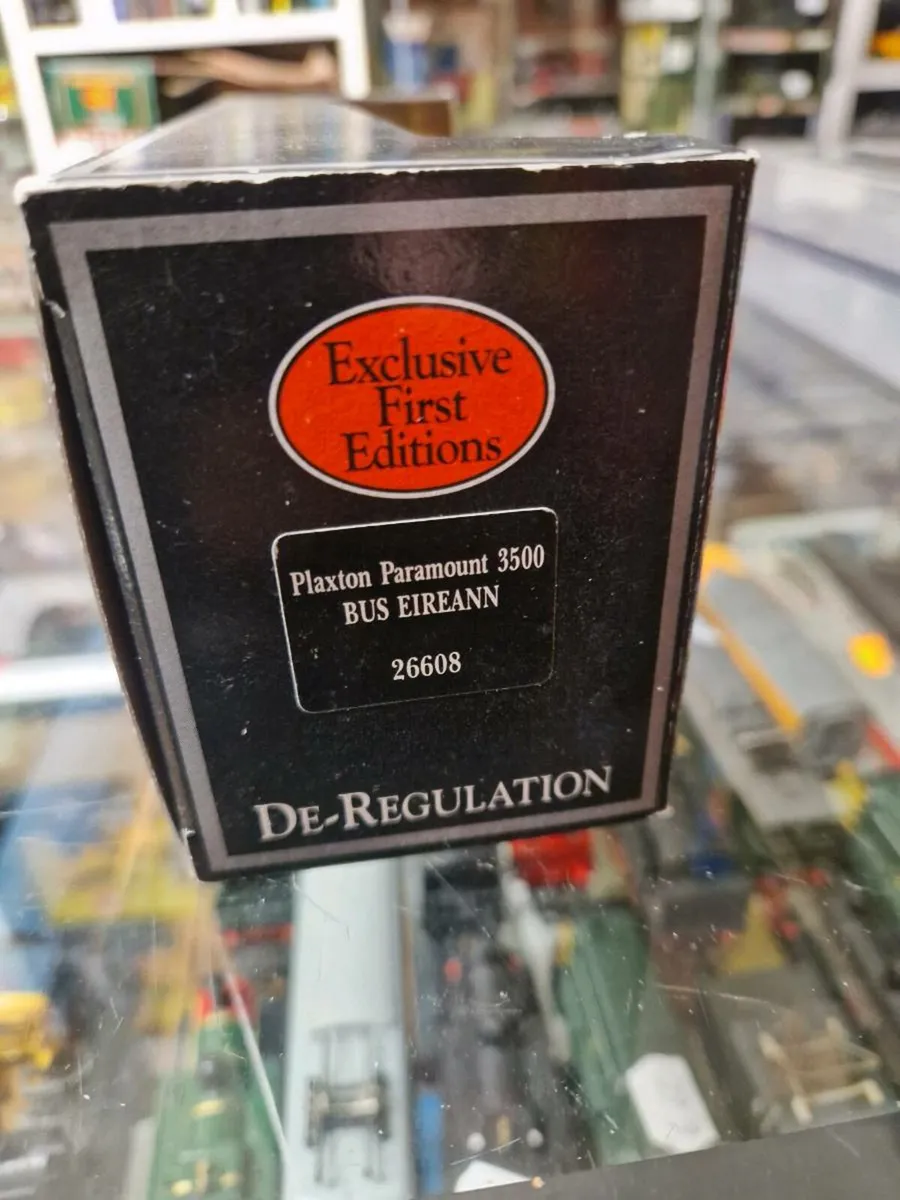 Exclusive
First
Editions
Plaxton Paramount 3500
BUS EIREANN
26608
DE-REGULATION